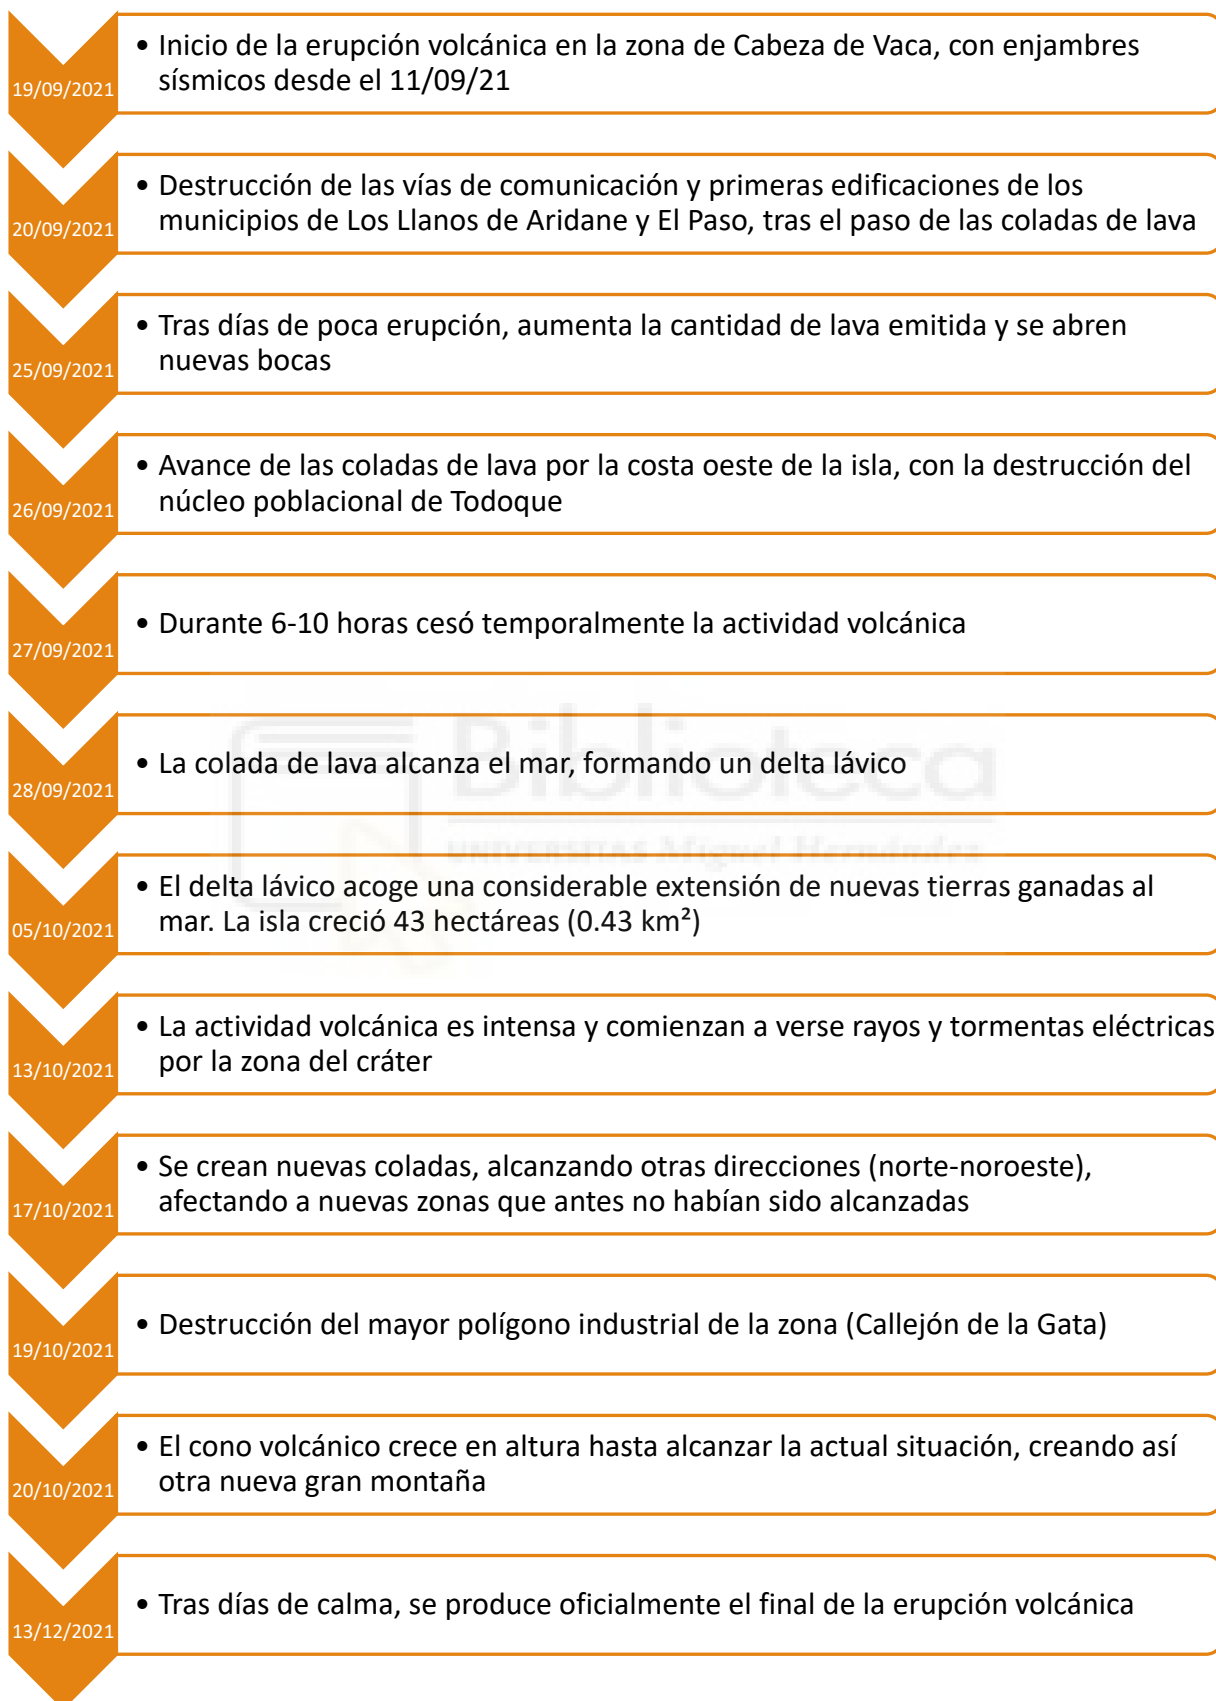 19/09/2021
• Inicio de la erupción volcánica en la zona de Cabeza de Vaca, con enjambres
sísmicos desde el 11/09/21
20/09/2021
• Destrucción de las vías de comunicación y primeras edificaciones de los
municipios de Los Llanos de Aridane y El Paso, tras el paso de las coladas de lava
25/09/2021
• Tras días de poca erupción, aumenta la cantidad de lava emitida y se abren
nuevas bocas
26/09/2021
• Avance de las coladas de lava por la costa oeste de la isla, con la destrucción del
núcleo poblacional de Todoque
27/09/2021
• Durante 6-10 horas cesó temporalmente la actividad volcánica
28/09/2021
• La colada de lava alcanza el mar, formando un delta lávico
Biblioteca
UNIVERSITAS Miguel Hernández
05/10/2021
• El delta lávico acoge una considerable extensión de nuevas tierras ganadas al
mar. La isla creció 43 hectáreas (0.43 km²)
13/10/2021
• La actividad volcánica es intensa y comienzan a verse rayos y tormentas eléctricas
por la zona del cráter
17/10/2021
• Se crean nuevas coladas, alcanzando otras direcciones (norte-noroeste),
afectando a nuevas zonas que antes no habían sido alcanzadas
19/10/2021
• Destrucción del mayor polígono industrial de la zona (Callejón de la Gata)
20/10/2021
• El cono volcánico crece en altura hasta alcanzar la actual situación, creando así
otra nueva gran montaña
13/12/2021
• Tras días de calma, se produce oficialmente el final de la erupción volcánica